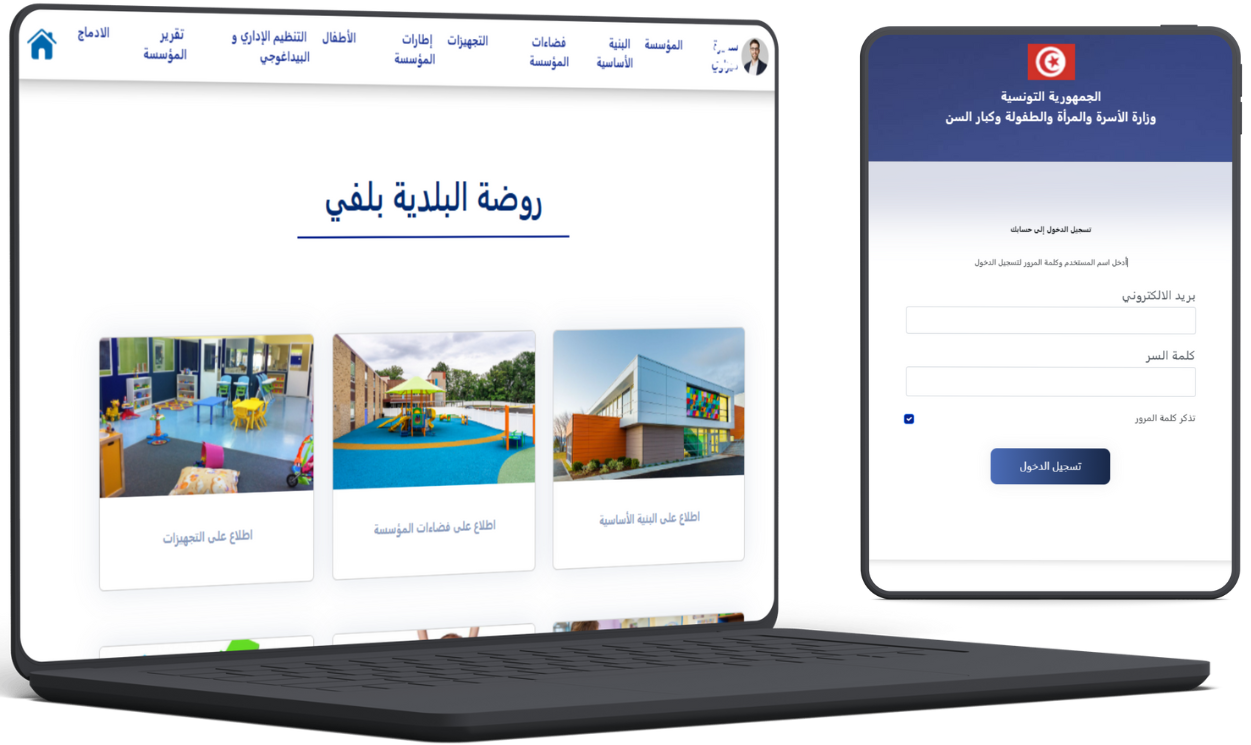 المؤسسة
البنية
الأساسية
فضاءات
المؤسسة
التجهيزات
إطارات
المؤسسة
الأطفال
التنظيم الإداري و
البيداغوجي
تقرير
المؤسسة
الادماج
روضة البلدية بلفي
اطلاع على البنية الأساسية
اطلاع على فضاءات المؤسسة
اطلاع على التجهيزات
الجمهورية التونسية
وزارة الأسرة والمرأة والطفولة وكبار السن
تسجيل الدخول إلى حسابك
أدخل اسم المستخدم وكلمة المرور لتسجيل الدخول
بريد الالكتروني
كلمة السر
تذكر كلمة المرور
تسجيل الدخول